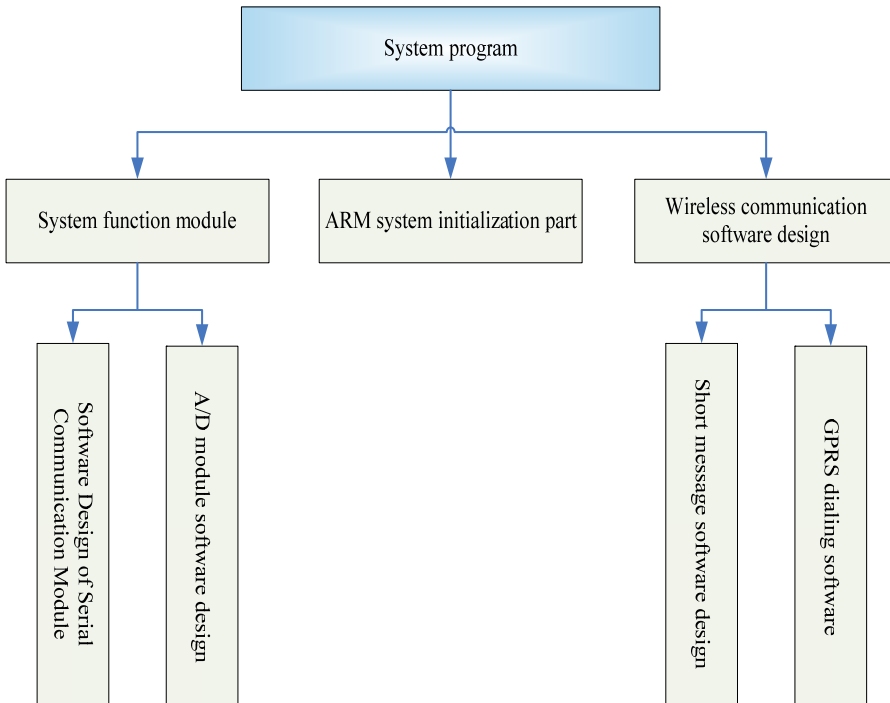 System program
System function module
ARM system initialization part
Wireless communication
software design
Software Design of Serial
Communication Module
A/D module software design
Short message software design
GPRS dialing software